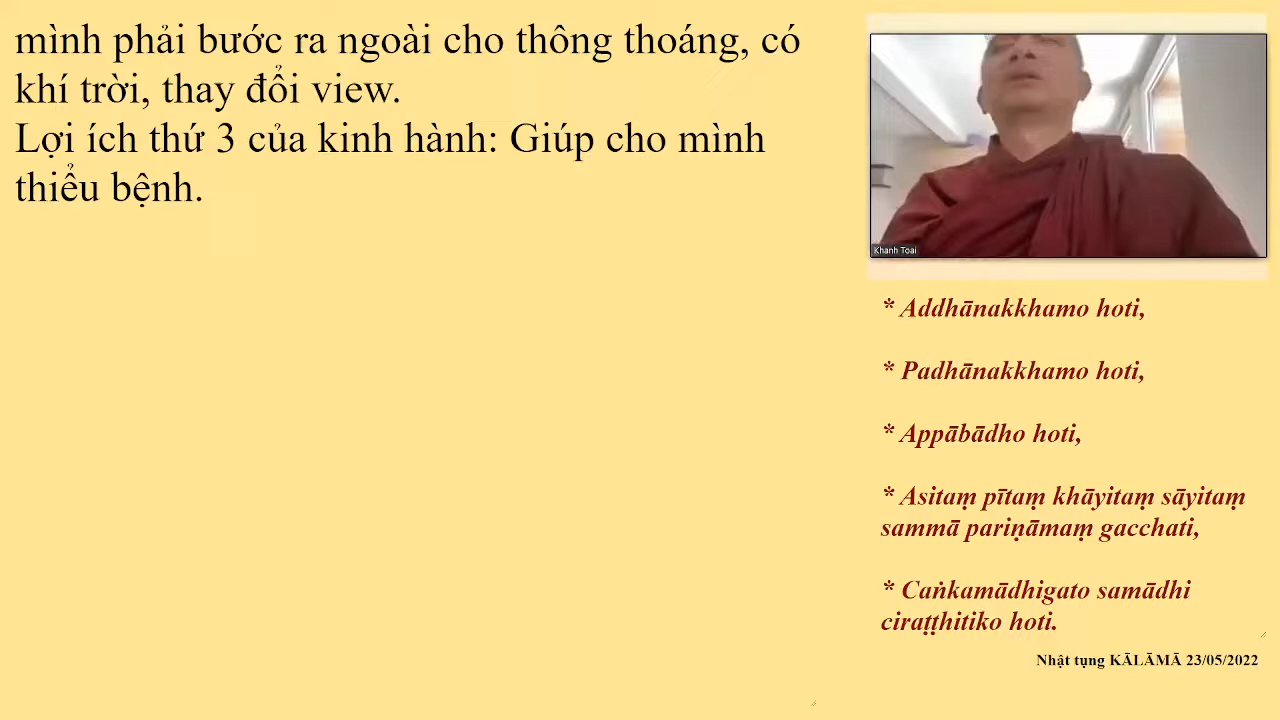 mình phải bước ra ngoài cho thông thoáng, có
khí trời, thay đổi view.
Lợi ích thứ 3 của kinh hành: Giúp cho mình
thiểu bệnh.
Khanh Toai
* Addhānakkhamo hoti,
* Padhānakkhamo hoti,
* Appābādho hoti,
* Asitaṃ pītaṃ khāyitaṃ sāyitaṃ
sammā pariṇāmaṃ gacchati,
* Caṅkamādhigato samādhi
ciraṭṭhitiko hoti.
Nhật tụng KĀLĀMĀ 23/05/2022